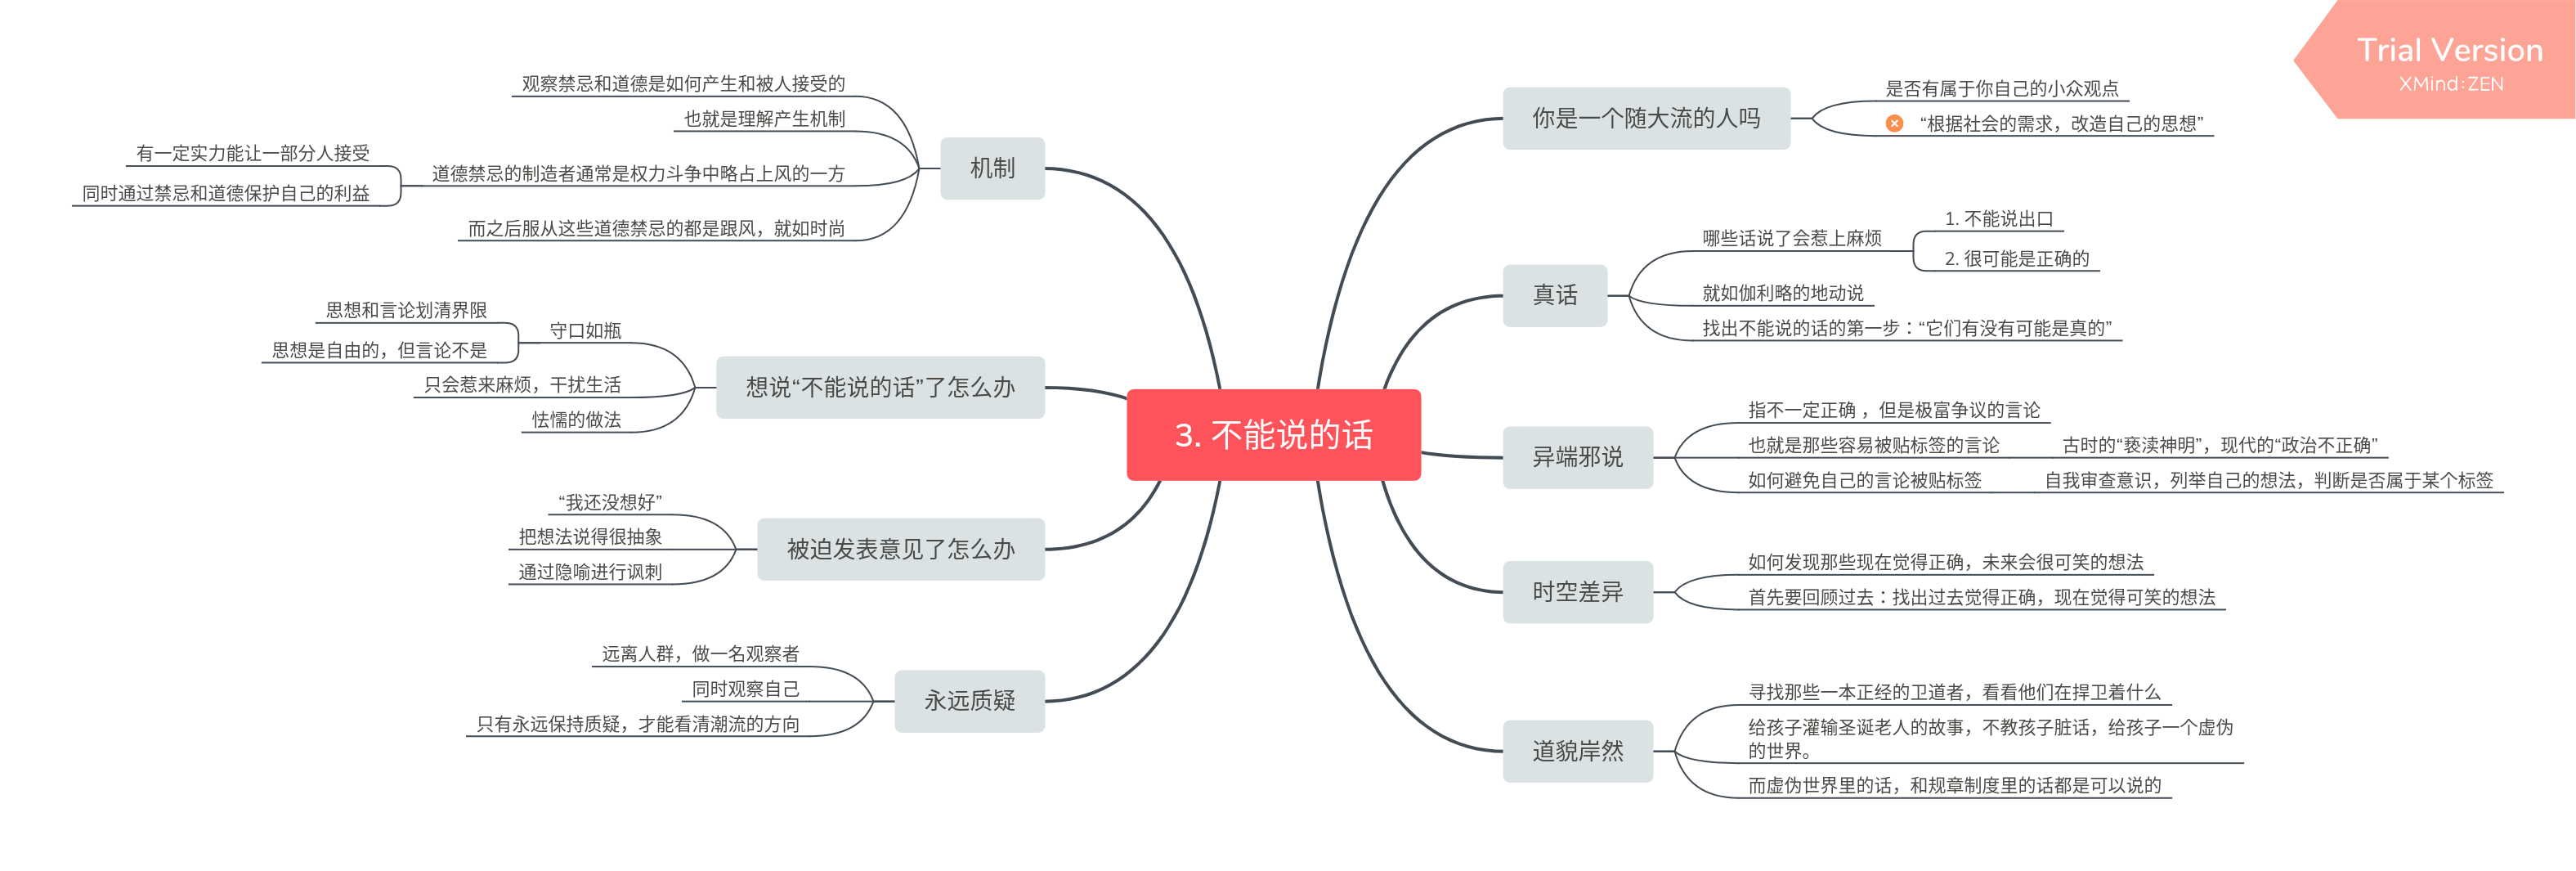 Trial Version
XMind:ZEN
3. 不能说的话
你是一个随大流的人吗
是否有属于你自己的小众观点
“根据社会的需求，改造自己的思想”
真话
哪些话说了会惹上麻烦
1. 不能说出口
2. 很可能是正确的
就如伽利略的地动说
找出不能说的话的第一步：“它们有没有可能是真的”
异端邪说
指不一定正确 ，但是极富争议的言论
也就是那些容易被贴标签的言论
古时的“亵渎神明”，现代的“政治不正确”
如何避免自己的言论被贴标签
自我审查意识，列举自己的想法，判断是否属于某个标签
时空差异
如何发现那些现在觉得正确，未来会很可笑的想法
首先要回顾过去：找出过去觉得正确，现在觉得可笑的想法
道貌岸然
寻找那些一本正经的卫道者，看看他们在捍卫着什么
给孩子灌输圣诞老人的故事，不教孩子脏话，给孩子一个虚伪
的世界。
而虚伪世界里的话，和规章制度里的话都是可以说的
机制
观察禁忌和道德是如何产生和被人接受的
也就是理解产生机制
道德禁忌的制造者通常是权力斗争中略占上风的一方
有一定实力能让一部分人接受
同时通过禁忌和道德保护自己的利益
而之后服从这些道德禁忌的都是跟风，就如时尚
想说“不能说的话”了怎么办
守口如瓶
思想和言论划清界限
思想是自由的，但言论不是
只会惹来麻烦，干扰生活
怯懦的做法
被迫发表意见了怎么办
“我还没想好”
把想法说得很抽象
通过隐喻进行讽刺
永远质疑
远离人群，做一名观察者
同时观察自己
只有永远保持质疑，才能看清潮流的方向